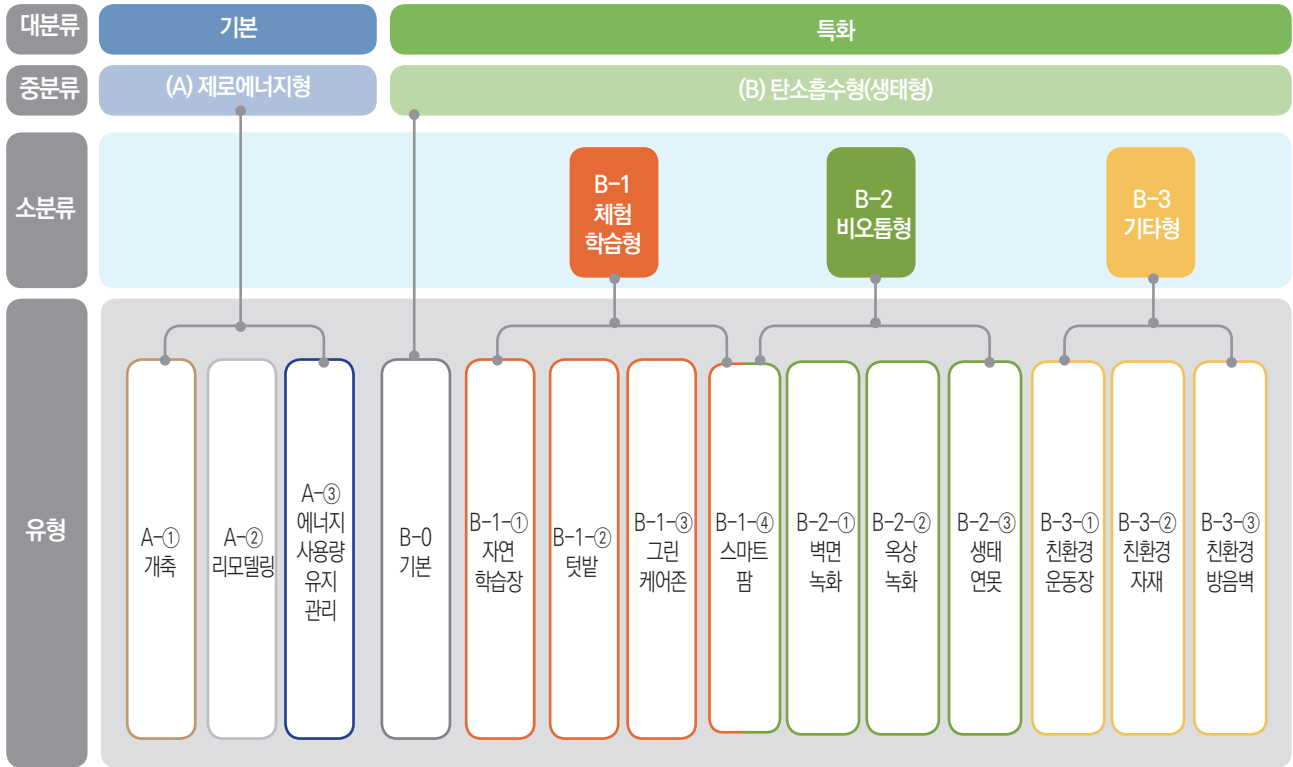 대분류
기본
특화
중분류
(A) 제로에너지형
(B) 탄소흡수형(생태형)
소분류
B-1
체험
학습형
B-2
비오톱형
B-3
기타형
유형
A-①
개축
A-②
리모델링
A-③
에너지
사용량
유지
관리
B-0
기본
B-1-①
자연
학습장
B-1-②
텃밭
B-1-③
그린
케어존
B-1-④
스마트
팜
B-2-①
벽면
녹화
B-2-②
옥상
녹화
B-2-③
생태
연못
B-3-①
친환경
운동장
B-3-②
친환경
자재
B-3-③
친환경
방음벽